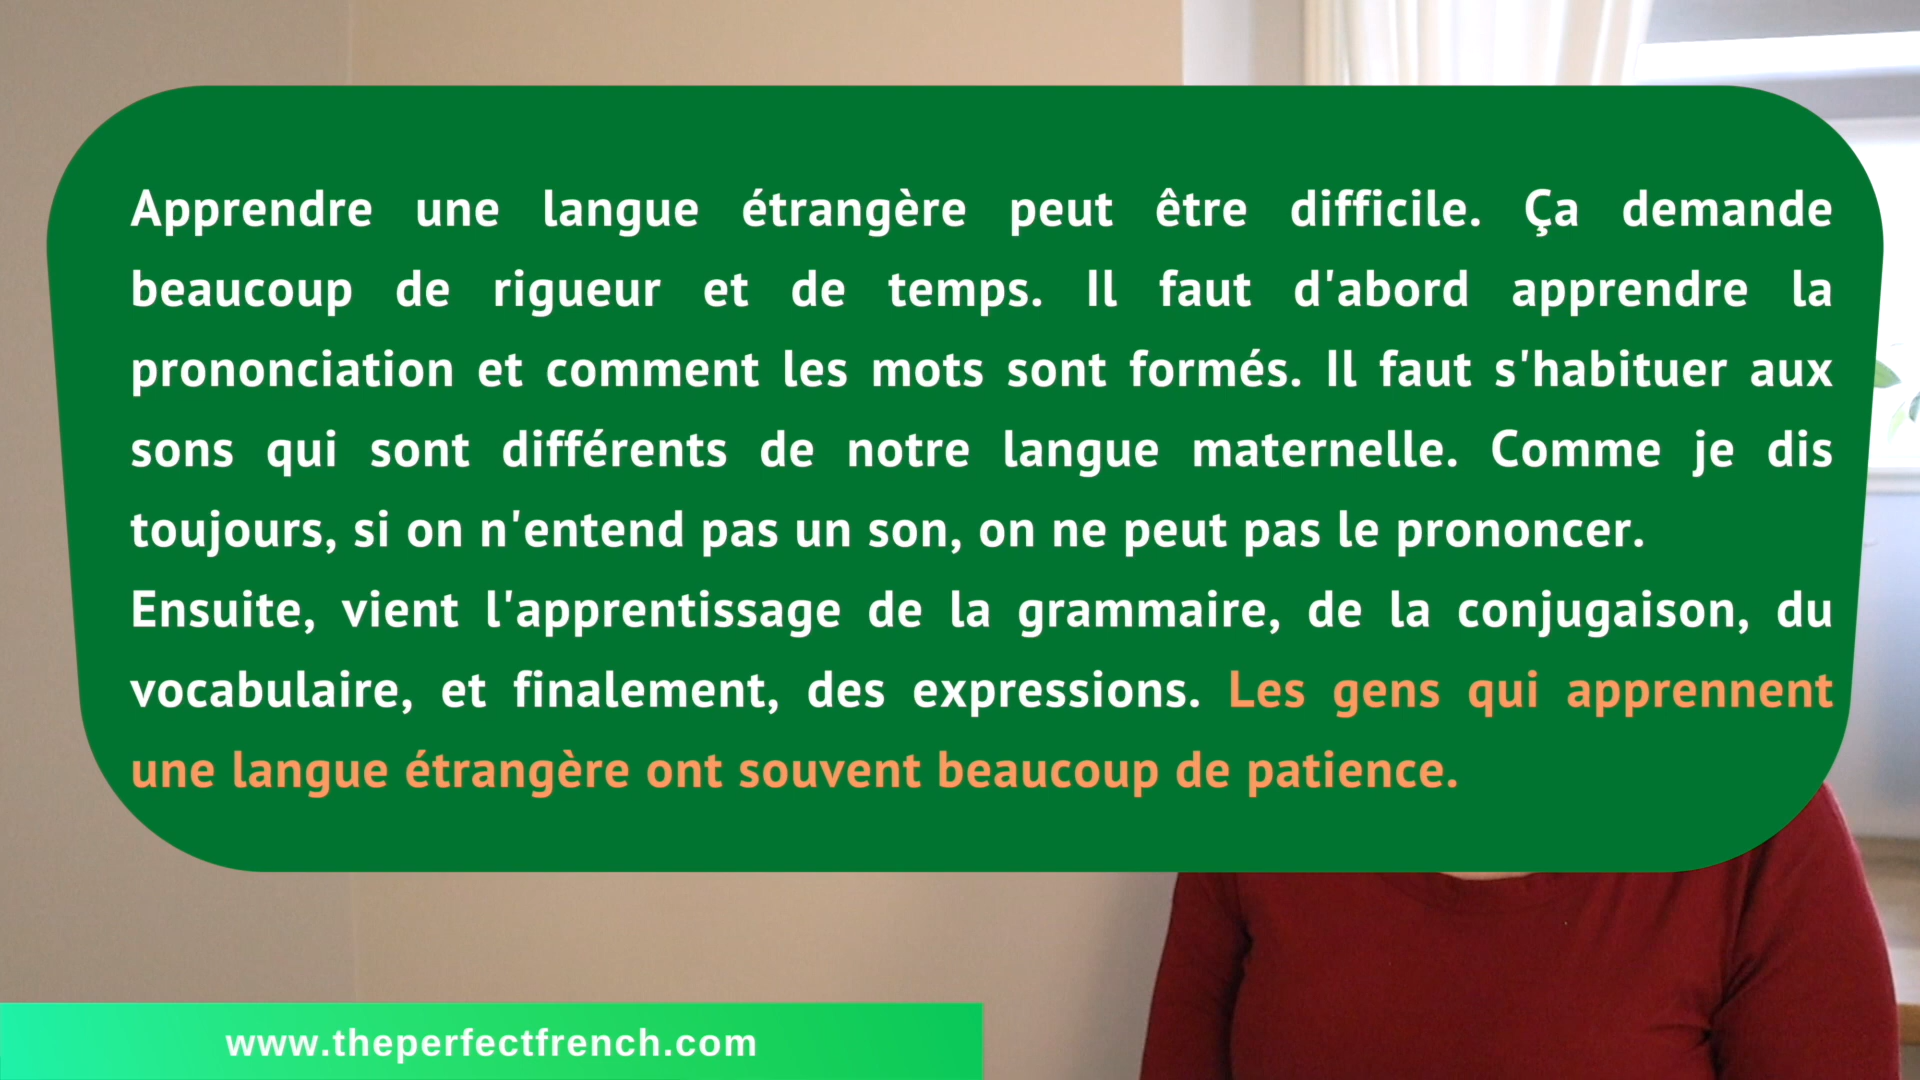 Apprendre une langue étrangère peut être difficile. Ça demande
beaucoup de rigueur et de temps. Il faut d'abord apprendre la
prononciation et comment les mots sont formés. Il faut s'habituer aux
sons qui sont différents de notre langue maternelle. Comme je dis
toujours, si on n'entend pas un son, on ne peut pas le prononcer.
Ensuite, vient l'apprentissage de la grammaire, de la conjugaison, du
vocabulaire, et finalement, des expressions. Les gens qui apprennent
une langue étrangère ont souvent beaucoup de patience.
www.theperfectfrench.com